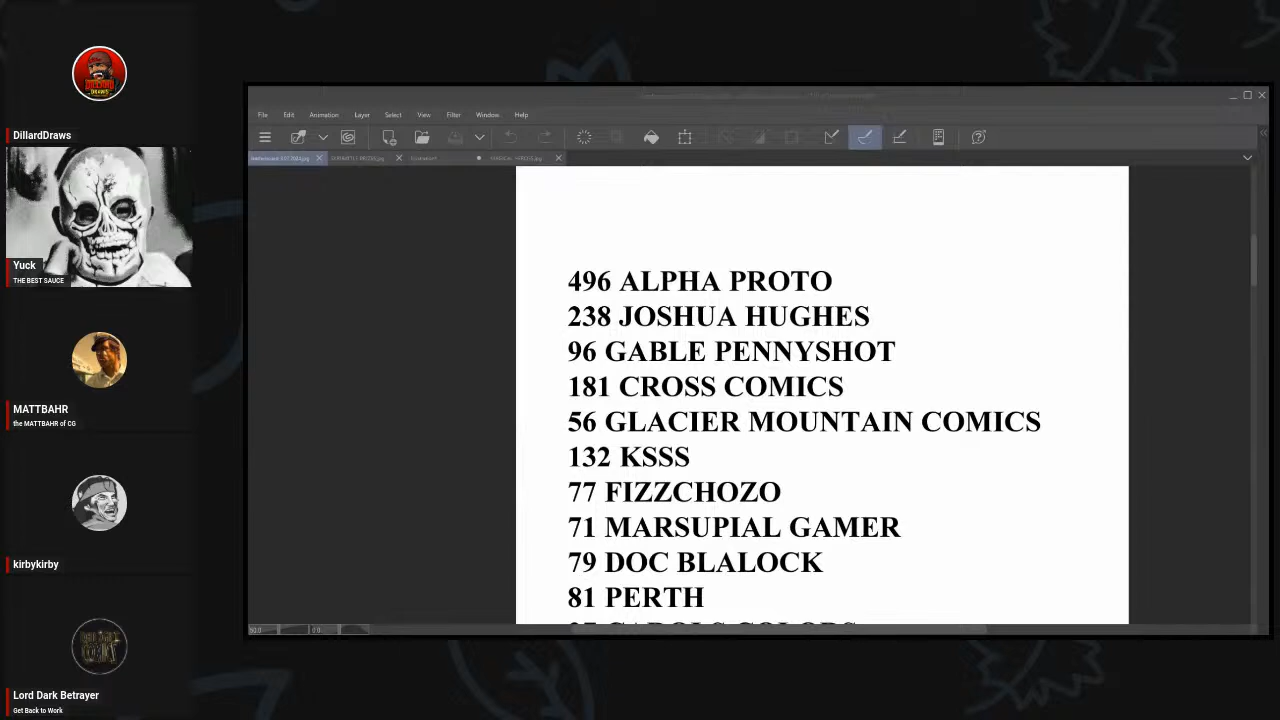 DillardDraws
Yuck
THE BEST SAUCE
MATTBAHR
the MATTBAHR of CG
kirbykirby
Lord Dark Betrayer
Get Back to Work
File Edit Animation Layer Select View Filter Window Help
496 ALPHA PROTO
238 JOSHUA HUGHES
96 GABLE PENNYSHOT
181 CROSS COMICS
56 GLACIER MOUNTAIN COMICS
132 KSSS
77 FIZZCHOZO
71 MARSUPIAL GAMER
79 DOC BLALOCK
81 PERTH